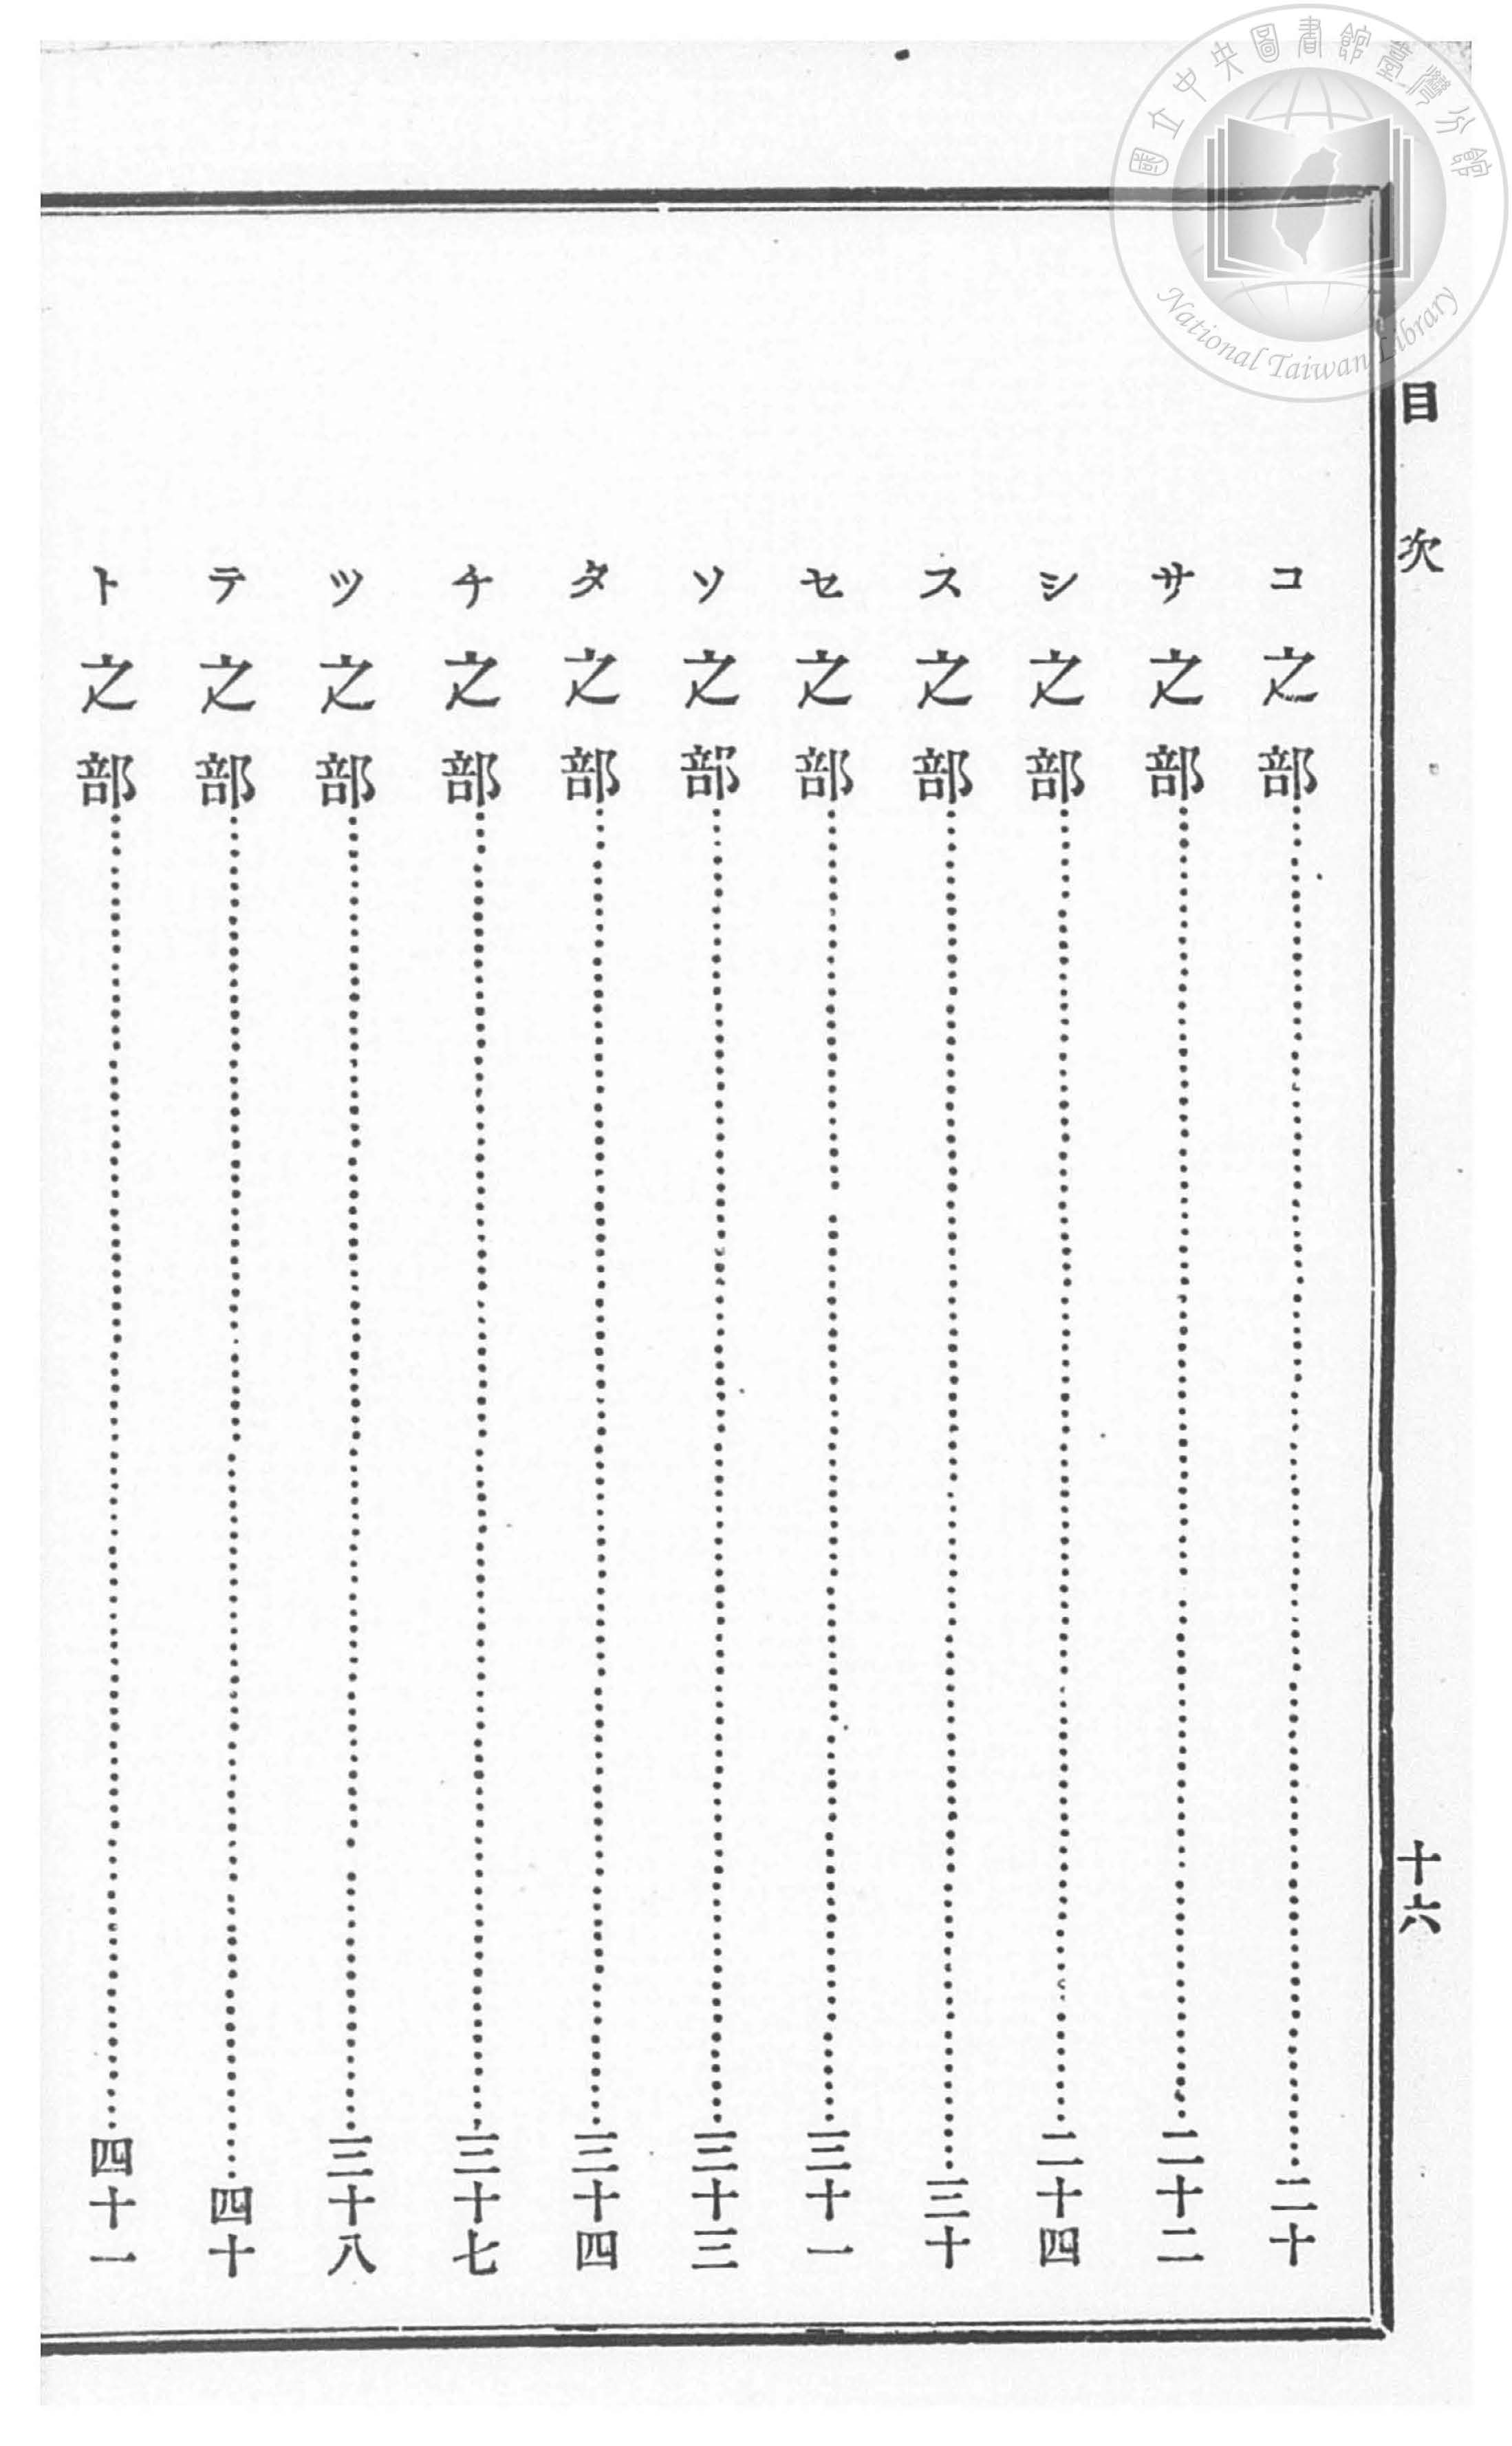 國立中央圖書館臺灣分館
National Taiwan Library
目次
十六
コ之部……二十
サ之部……二十二
シ之部……二十四
ス之部……三十
セ之部……三十一
ソ之部……三十三
タ之部……三十四
チ之部……三十七
ツ之部……三十八
テ之部……四十
ト之部……四十一